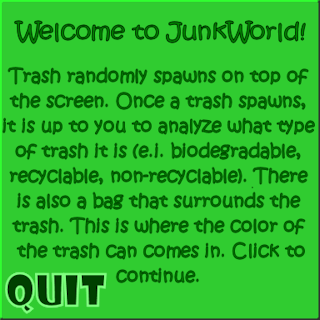 Welcome to JunkWorld!
Trash randomly spawns on top of
the screen. Once a trash spawns,
it is up to you to analyze what type
of trash it is (e.i. biodegradable,
recyclable, non-recyclable). There
is also a bag that surrounds the
trash. This is where the color of
the trash can comes in. Click to
continue.
QUIT